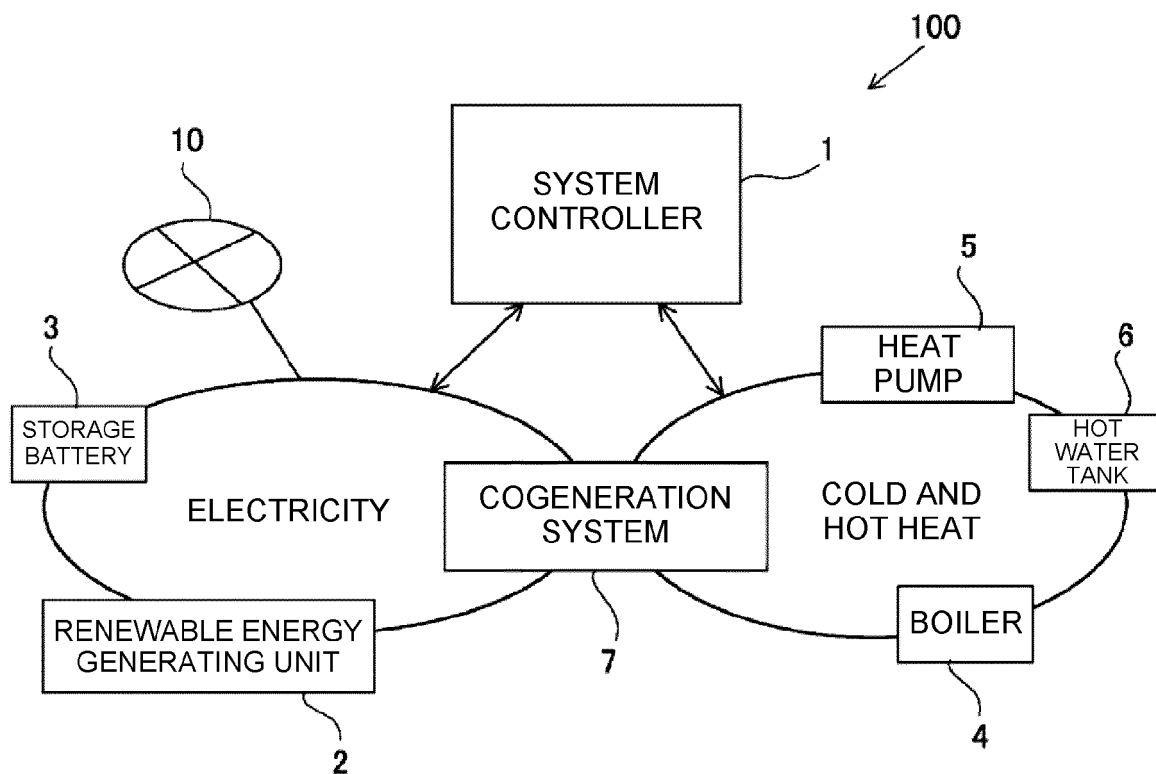 100
10
1
SYSTEM
CONTROLLER
5
3
HEAT
PUMP
6
STORAGE
BATTERY
HOT
WATER
TANK
ELECTRICITY
COGENERATION
SYSTEM
COLD AND
HOT HEAT
RENEWABLE ENERGY
GENERATING UNIT
BOILER
7
2
4